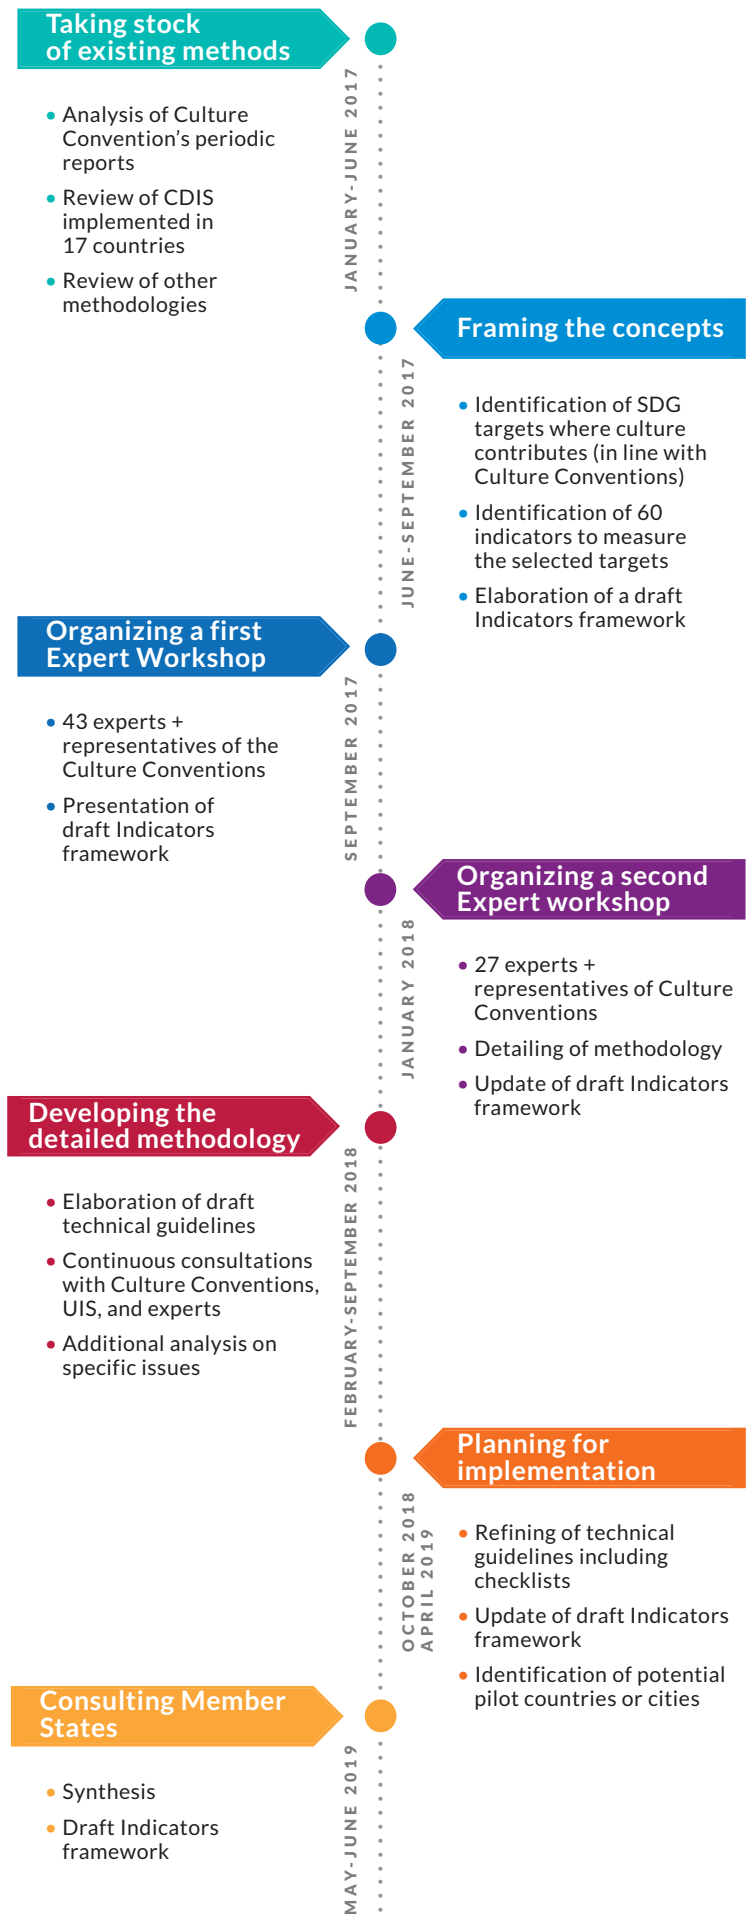 Taking stock
of existing methods
JANUARY-JUNE 2017
• Analysis of Culture
Convention’s periodic
reports
• Review of CDIS
implemented in
17 countries
• Review of other
methodologies
Framing the concepts
JUNE-SEPTEMBER 2017
• Identification of SDG
targets where culture
contributes (in line with
Culture Conventions)
• Identification of 60
indicators to measure
the selected targets
• Elaboration of a draft
Indicators framework
Organizing a first
Expert Workshop
SEPTEMBER 2017
• 43 experts +
representatives of the
Culture Conventions
• Presentation of
draft Indicators
framework
Organizing a second
Expert workshop
JANUARY 2018
• 27 experts +
representatives of Culture
Conventions
• Detailing of methodology
• Update of draft Indicators
framework
Developing the
detailed methodology
FEBRUARY-SEPTEMBER 2018
• Elaboration of draft
technical guidelines
• Continuous consultations
with Culture Conventions,
UIS, and experts
• Additional analysis on
specific issues
Planning for
implementation
OCTOBER 2018
APRIL 2019
• Refining of technical
guidelines including
checklists
• Update of draft Indicators
framework
• Identification of potential
pilot countries or cities
Consulting Member
States
MAY-JUNE 2019
• Synthesis
• Draft Indicators
framework